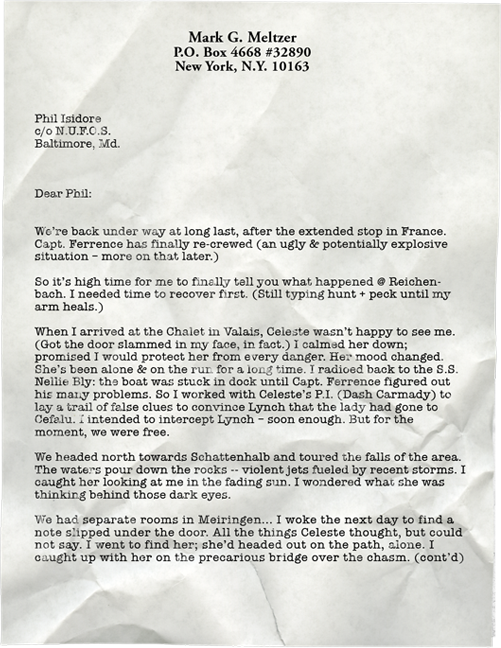 Mark G. Meltzer
P.O. Box 4668 #32890
New York, N.Y. 10163
Phil Isidore
c/o N.U.F.O.S.
Baltimore, Md.
Dear Phil:
We're back under way at long last, after the extended stop in France.
Capt. Ferrence has finally re-crewed (an ugly & potentially explosive
situation – more on that later.)
So it's high time for me to finally tell you what happened @ Reichen-
bach. I needed time to recover first. (Still typing hunt + peck until my
arm heals.)
When I arrived at the Chalet in Valais, Celeste wasn't happy to see me.
(Got the door slammed in my face, in fact.) I calmed her down;
promised I would protect her from every danger. Her mood changed.
She's been alone & on the run for a long time. I radioed back to the S.S.
Nellie Bly: the boat was stuck in dock until Capt. Ferrence figured out
his many problems. So I worked with Celeste's P.I. (Dash Carmady) to
lay a trail of false clues to convince Lynch that the lady had gone to
Cefalu. I intended to intercept Lynch – soon enough. But for the
moment, we were free.
We headed north towards Schattenhalb and toured the falls of the area.
The waters pour down the rocks -- violent jets fueled by recent storms. I
caught her looking at me in the fading sun. I wondered what she was
thinking behind those dark eyes.
We had separate rooms in Meiringen... I woke the next day to find a
note slipped under the door. All the things Celeste thought, but could
not say. I went to find her; she'd headed out on the path, alone. I
caught up with her on the precarious bridge over the chasm. (cont'd)